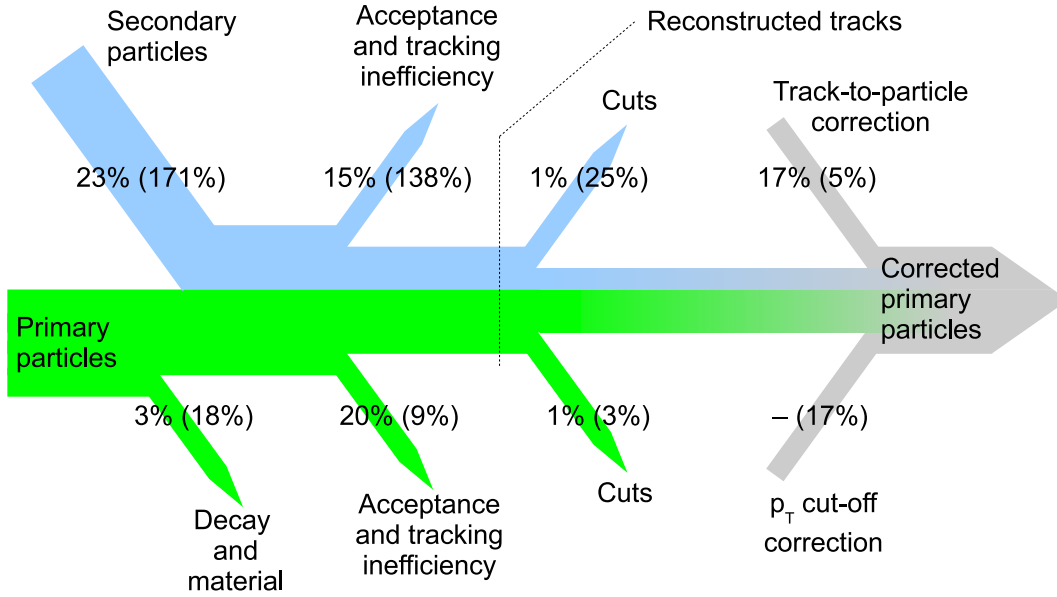 Secondary
particles
Acceptance
and tracking
inefficiency
Reconstructed tracks
Cuts
Track-to-particle
correction
23% (171%)
15% (138%)
1% (25%)
17% (5%)
Primary
particles
Corrected
primary
particles
3% (18%)
20% (9%)
1% (3%)
– (17%)
Decay
and
material
Acceptance
and tracking
inefficiency
Cuts
pT cut-off
correction